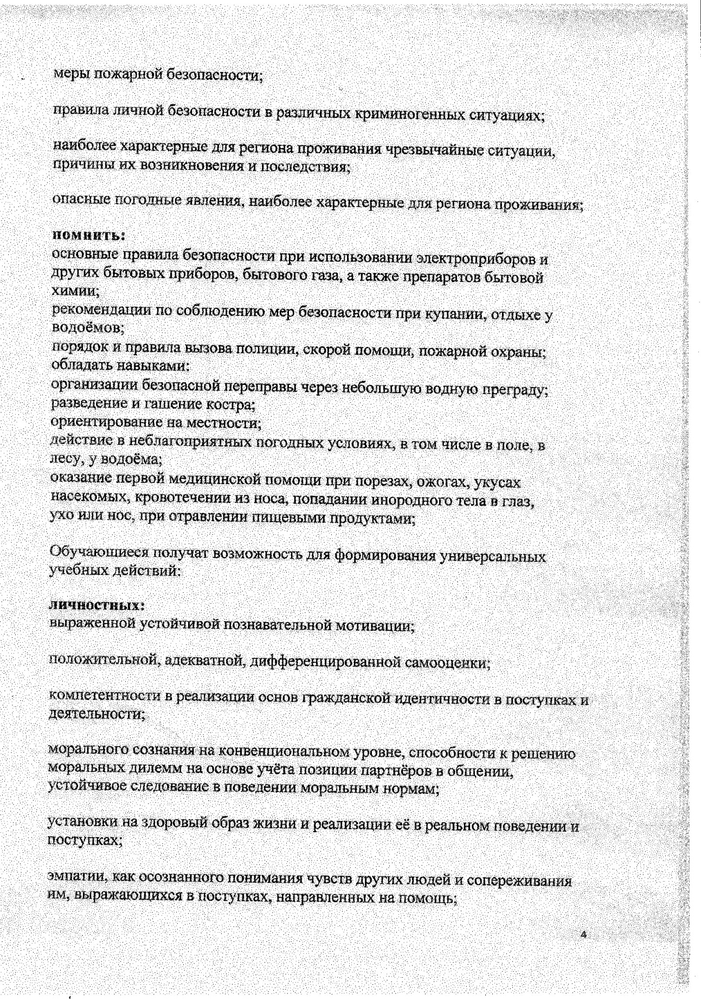 меры пожарной безопасности;
правила личной безопасности в различных криминогенных ситуациях;
наиболее характерные для региона проживания чрезвычайные ситуации,
причины их возникновения и последствия;
опасные погодные явления, наиболее характерные для региона проживания;
помнить:
основные правила безопасности при использовании электроприборов и
других бытовых приборов, бытового газа, а также препаратов бытовой
химии;
рекомендации по соблюдению мер безопасности при купании, отдыхе у
водоёмов;
порядок и правила вызова полиции, скорой помощи, пожарной охраны;
обладать навыками:
организации безопасной переправы через небольшую водную преграду;
разведение и гашение костра;
ориентирование на местности;
действие в неблагоприятных погодных условиях, в том числе в поле, в
лесу, у водоёма;
оказание первой медицинской помощи при порезах, ожогах, укусах
насекомых, кровотечении из носа, попадании инородного тела в глаз,
ухо или нос, при отравлении пищевыми продуктами;
Обучающиеся получат возможность для формирования универсальных
учебных действий:
личностных:
выраженной устойчивой познавательной мотивации;
положительной, адекватной, дифференцированной самооценки;
компетентности в реализации основ гражданской идентичности в поступках и
деятельности;
морального сознания на конвенциональном уровне, способности к решению
моральных дилемм на основе учёта позиции партнёров в общении,
устойчивое следование в поведении моральным нормам;
установки на здоровый образ жизни и реализации её в реальном поведении и
поступках;
эмпатии, как осознанного понимания чувств других людей и сопереживания
им, выражающихся в поступках, направленных на помощь;
4